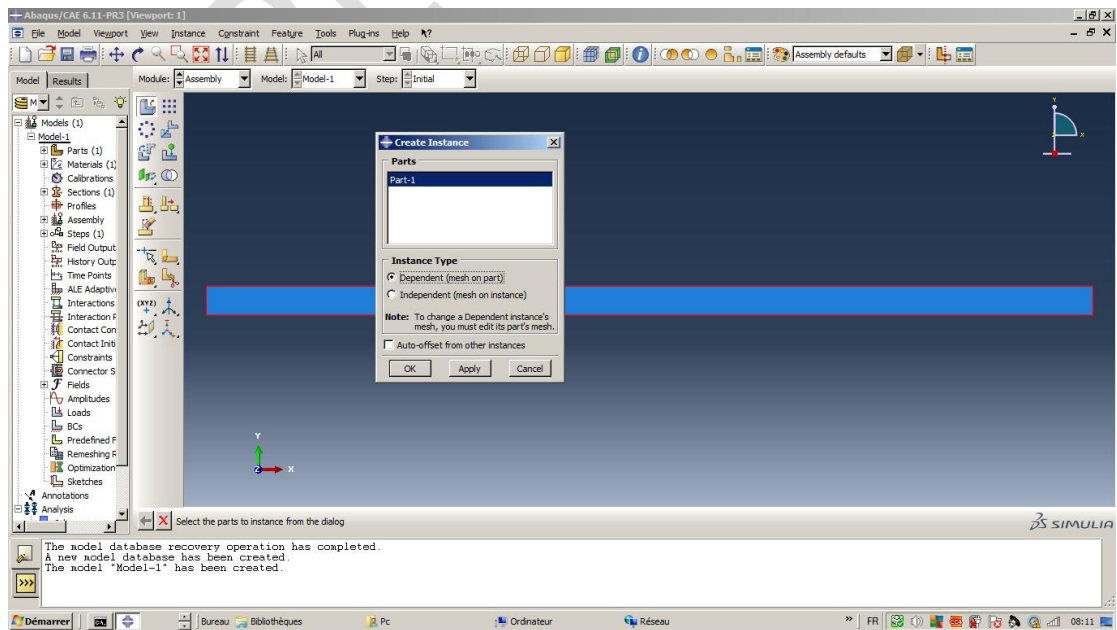 Abaqus/CAE 6.11-PR3 [Viewport: 1]
File Model Viewport View Instance Constraint Feature Tools Plug-ins Help
All
Assembly defaults
Model Results
Module: Assembly Model: Model-1 Step: Initial
M
Models (1)
Model-1
Parts (1)
Materials (1)
Calibrations
Sections (1)
Profiles
Assembly
Steps (1)
Field Output
History Outp
Time Points
ALE Adaptiv
Interactions
Interaction P
Contact Con
Contact Initi
Constraints
Connector S
Fields
Amplitudes
Loads
BCs
Predefined F
Remeshing R
Optimization
Sketches
Annotations
Analysis
(XYZ)
Create Instance
Parts
Part-1
Instance Type
Dependent (mesh on part)
Independent (mesh on instance)
Note: To change a Dependent instance's
mesh, you must edit its part's mesh.
Auto-offset from other instances
OK Apply Cancel
Y
X
Y
Z X
Select the parts to instance from the dialog
SIMULIA
The model database recovery operation has completed.
A new model database has been created.
The model "Model-1" has been created.
>>>
Démarrer Bureau Bibliothèques Pc Ordinateur Réseau » FR 08:11